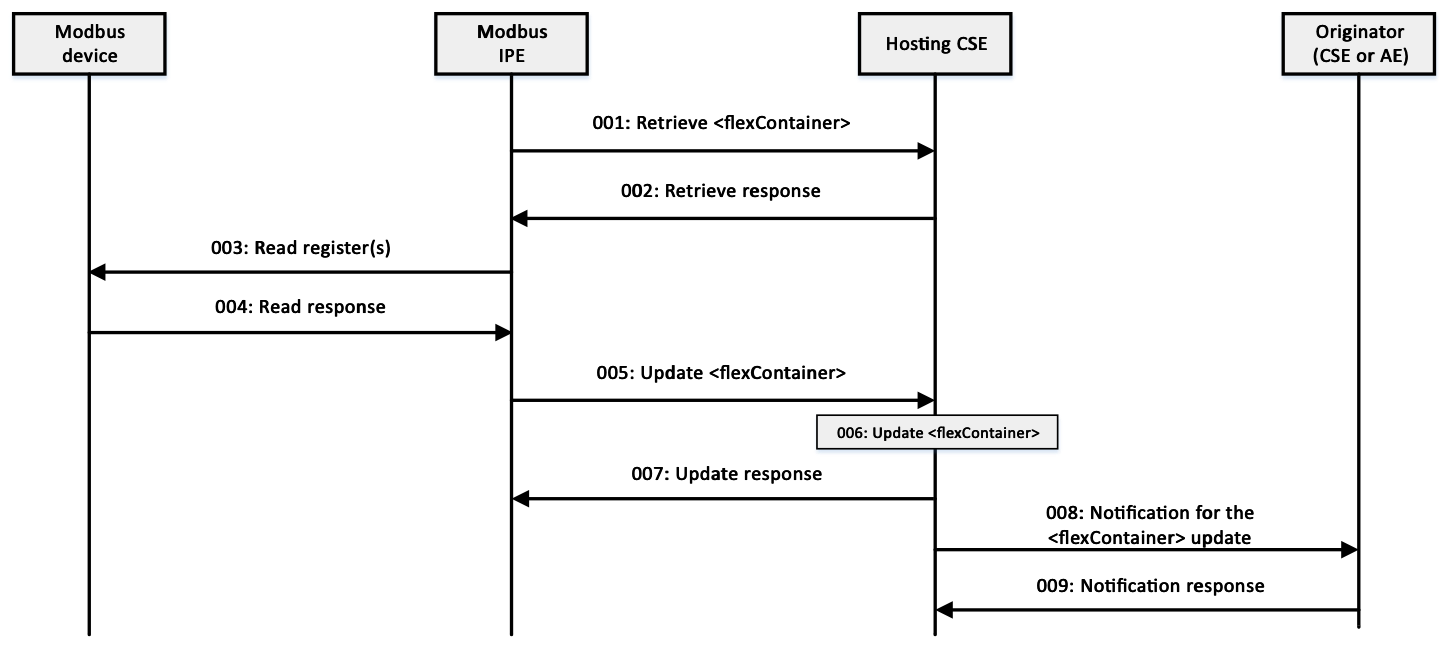 Modbus
device
Modbus
IPE
Hosting CSE
Originator
(CSE or AE)
001: Retrieve <flexContainer>
002: Retrieve response
003: Read register(s)
004: Read response
005: Update <flexContainer>
006: Update <flexContainer>
007: Update response
008: Notification for the
<flexContainer> update
009: Notification response